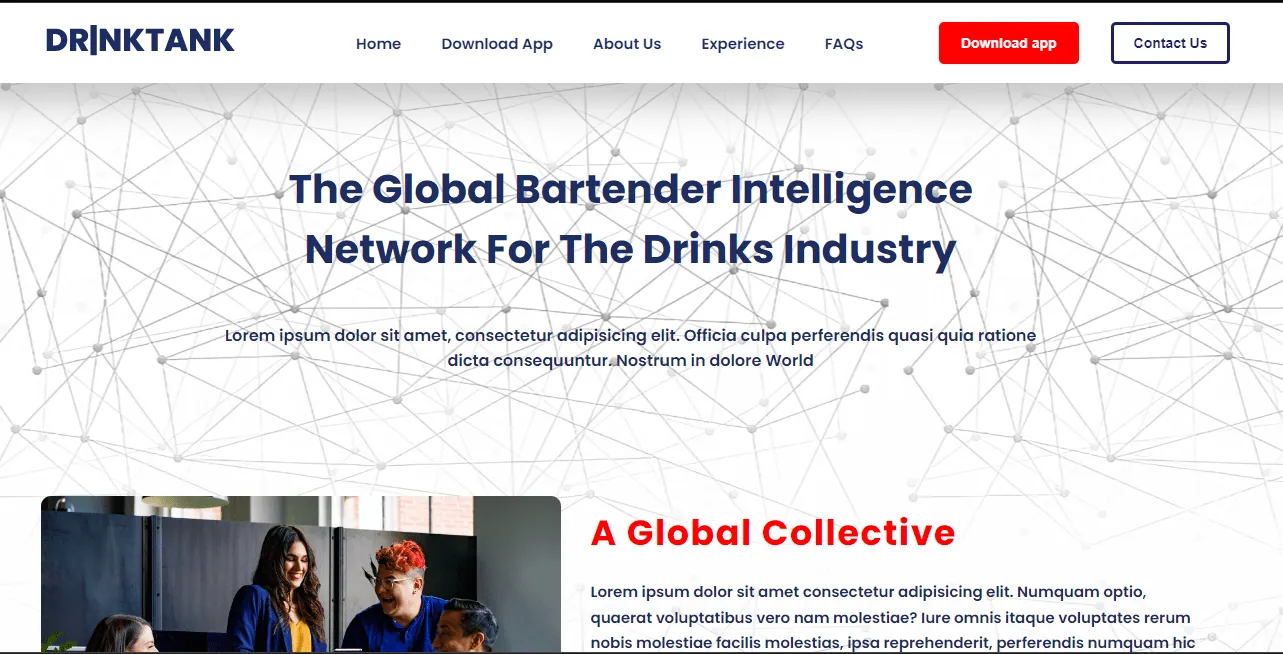 DR|NKTANK
Home
Download App
About Us
Experience
FAQs
Download app
Contact Us
The Global Bartender Intelligence
Network For The Drinks Industry
Lorem ipsum dolor sit amet, consectetur adipisicing elit. Officia culpa perferendis quasi quia ratione
dicta consequuntur. Nostrum in dolore World
A Global Collective
Lorem ipsum dolor sit amet consectetur adipisicing elit. Numquam optio,
quaerat voluptatibus vero nam molestiae? Iure omnis itaque voluptates rerum
nobis molestiae facilis molestias, ipsa reprehenderit, perferendis numquam hic